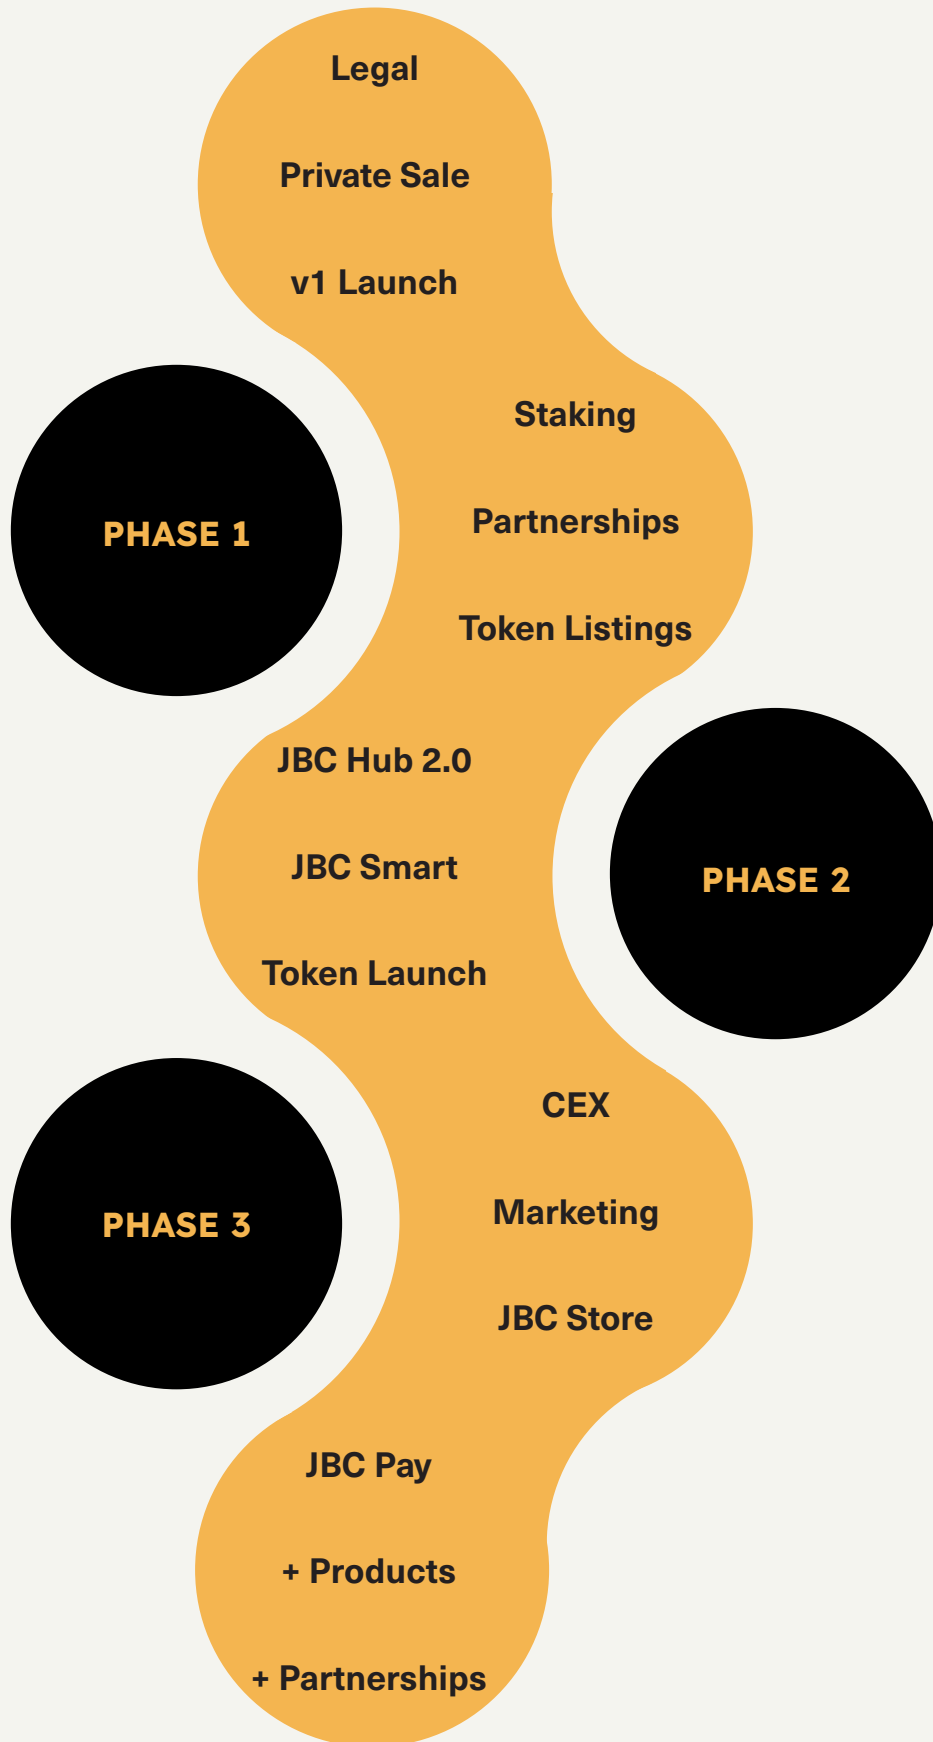 Legal
Private Sale
v1 Launch
Staking
PHASE 1
Partnerships
Token Listings
JBC Hub 2.0
JBC Smart
PHASE 2
Token Launch
CEX
PHASE 3
Marketing
JBC Store
JBC Pay
+ Products
+ Partnerships